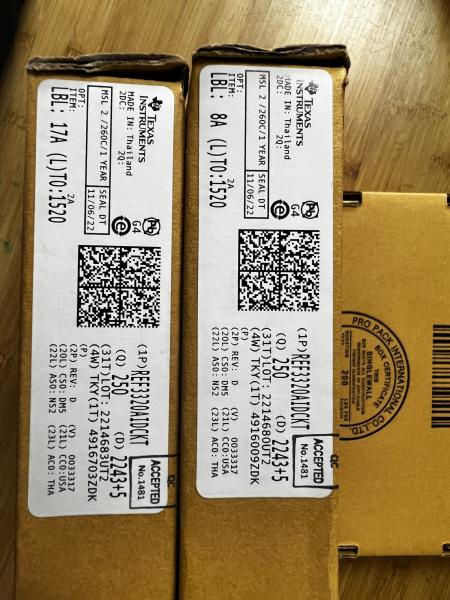 TEXAS
INSTRUMENTS
MADE IN: Thailand
2DC: 2Q:
MSL 2 /260C/1 YEAR
SEAL DT
11/06/22
OPT:
ITEM: 2A
LBL: 17A (L)TO:1520
Pb
e
G4
(1P)REF3320AIDCKT
(Q) 250 (D) 2243+5
(31T)LOT: 2214683UT2
(4W) TKY(1T) 4916703ZDK
(P)
(2P) REV: D (V) 0033317
(20L) CSO: DM5 (21L) CCO:USA
(22L) ASO: NS2 (23L) ACO: THA
QC
ACCEPTED
No.1481
TEXAS
INSTRUMENTS
MADE IN: Thailand
2DC: 2Q:
MSL 2 /260C/1 YEAR
SEAL DT
11/06/22
OPT:
ITEM: 2A
LBL: 8A (L)TO:1520
Pb
e
G4
(1P)REF3320AIDCKT
(Q) 250 (D) 2243+5
(31T)LOT: 2214680UT2
(4W) TKY(1T) 4916009ZDK
(P)
(2P) REV: D (V) 0033317
(20L) CSO: DM5 (21L) CCO:USA
(22L) ASO: NS2 (23L) ACO: THA
QC
ACCEPTED
No.1481
PRO PACK INTERNATIONAL CO.,LTD.
BOX CERTIFICATE
SINGLEWALL
200